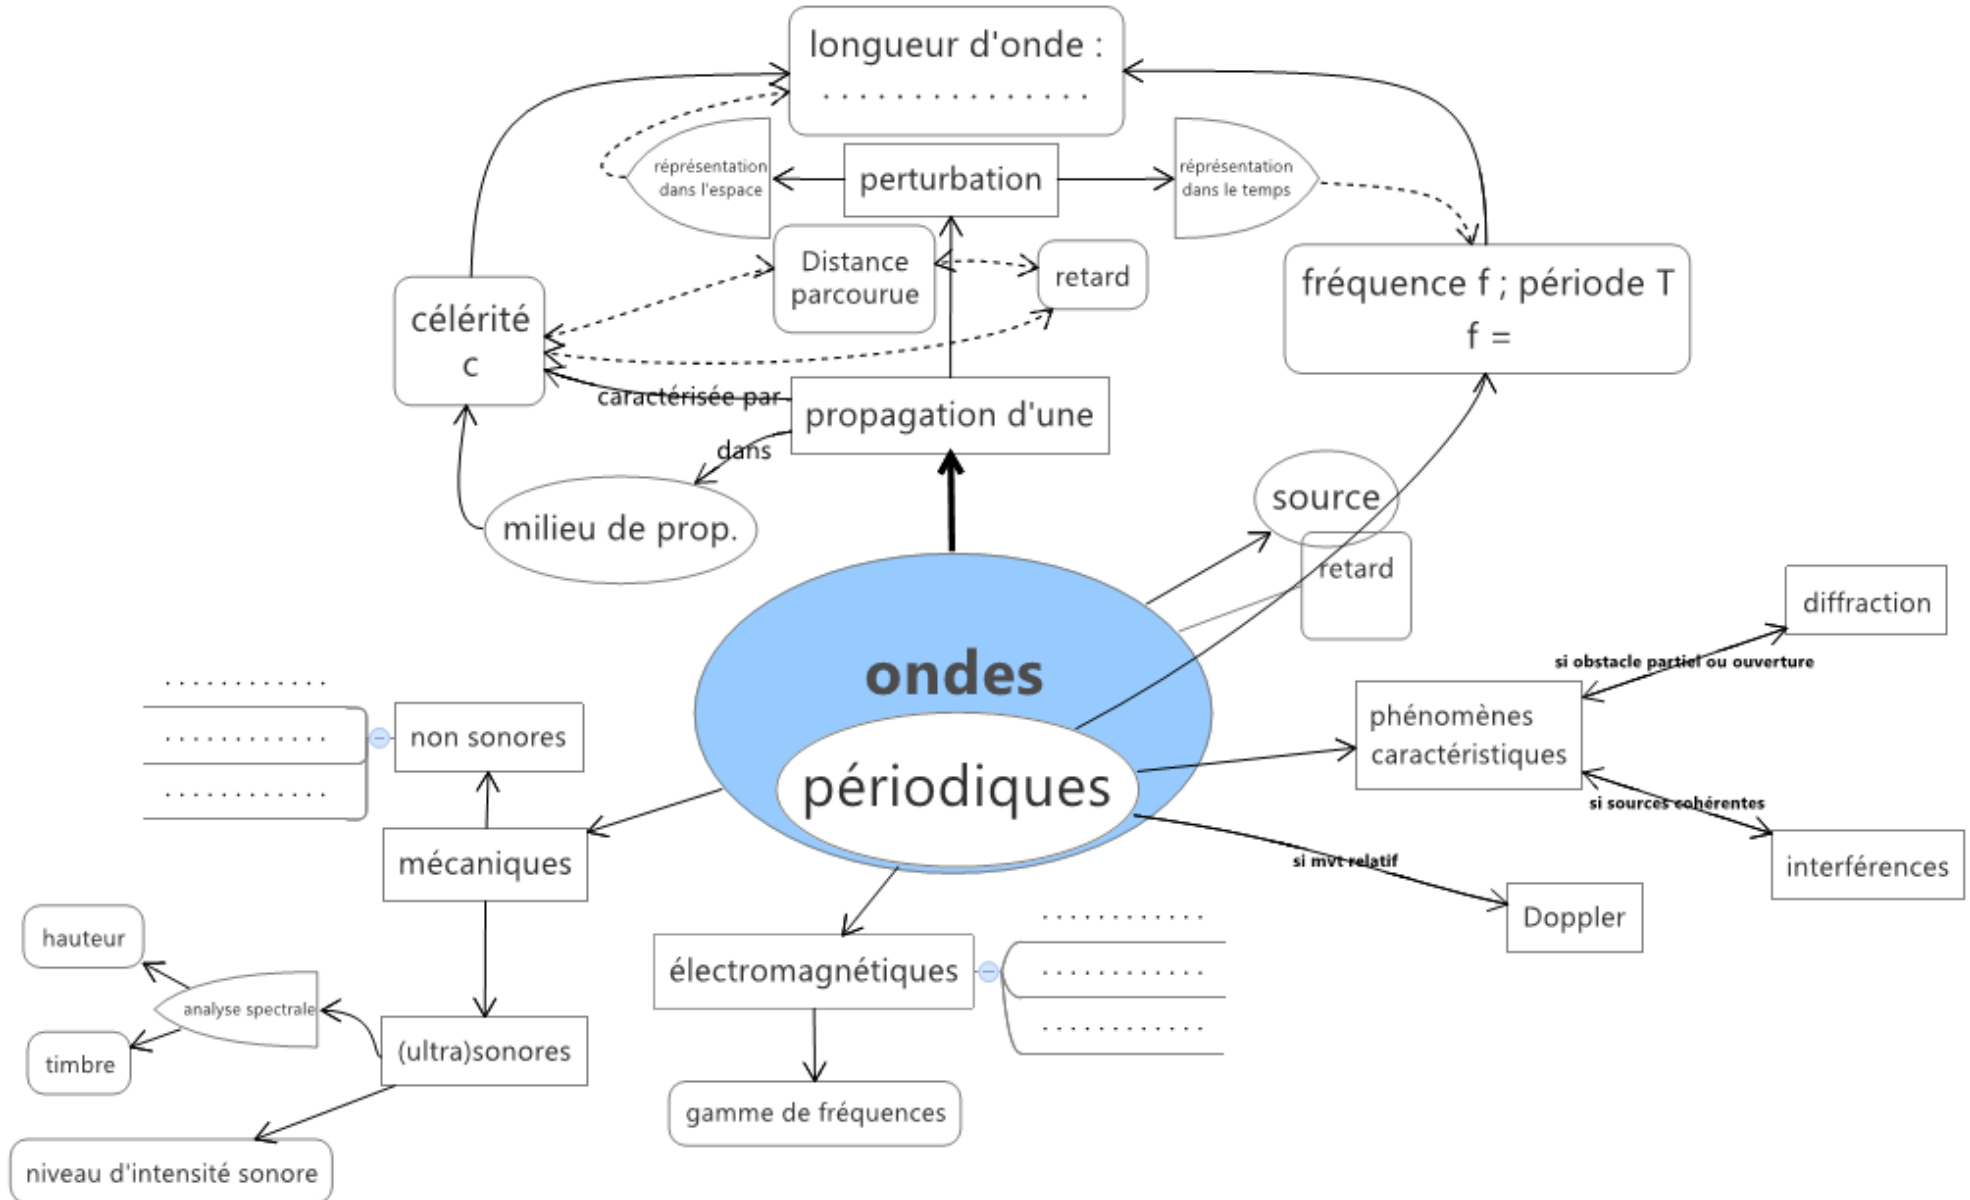 longueur d'onde :
. . . . . . . . . . . . . . .
réprésentation
dans l'espace
perturbation
réprésentation
dans le temps
Distance
parcourue
retard
fréquence f ; période T
f =
célérité
c
caractérisée par
propagation d'une
dans
milieu de prop.
source
retard
diffraction
si obstacle partiel ou ouverture
ondes
périodiques
phénomènes
caractéristiques
si sources cohérentes
interférences
si mvt relatif
Doppler
. . . . . . . . . . . .
. . . . . . . . . . . .
. . . . . . . . . . . .
non sonores
mécaniques
hauteur
analyse spectrale
timbre
(ultra)sonores
niveau d'intensité sonore
électromagnétiques
. . . . . . . . . . . .
. . . . . . . . . . . .
. . . . . . . . . . . .
gamme de fréquences